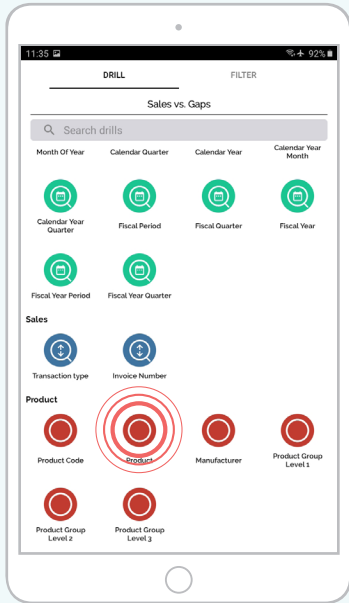 11:35 92%
DRILL FILTER
Sales vs. Gaps
Search drills
Month Of Year Calendar Quarter Calendar Year Calendar Year
Month
Calendar Year
Quarter Fiscal Period Fiscal Quarter Fiscal Year
Fiscal Year Period Fiscal Year Quarter
Sales
Transaction type Invoice Number
Product
Product Code Product Manufacturer Product Group
Level 1
Product Group Product Group
Level 2 Level 3